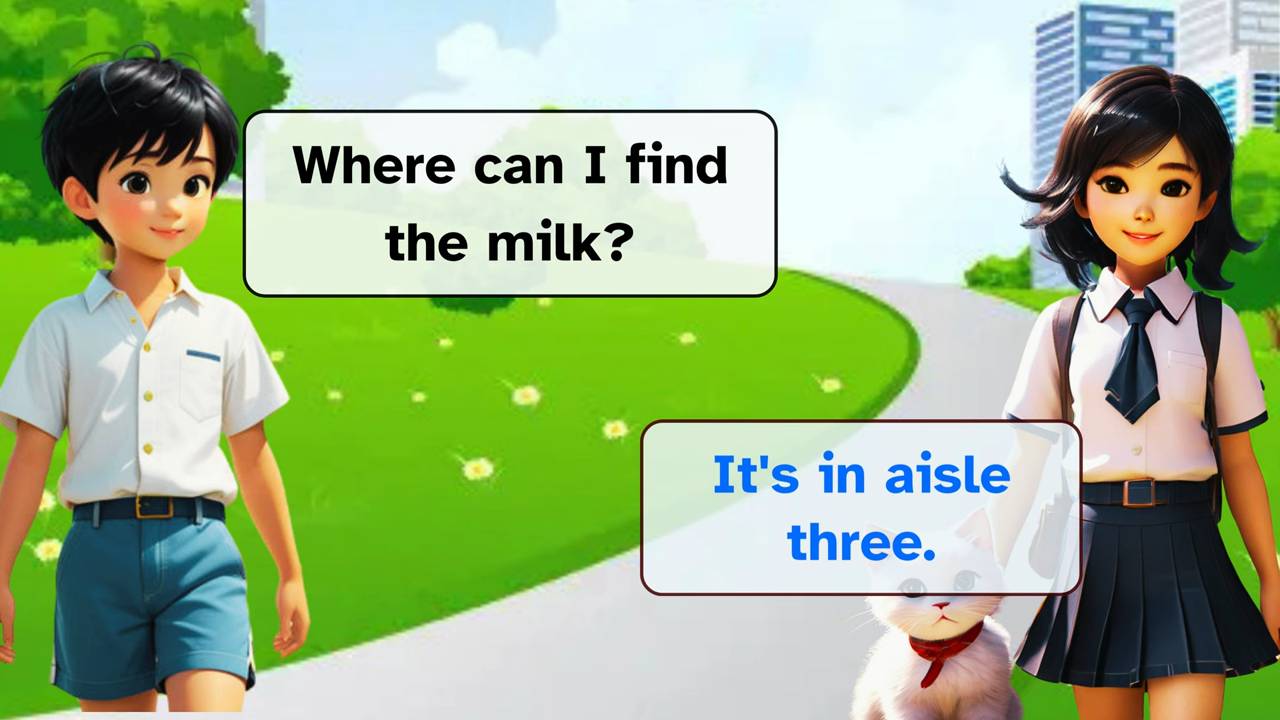 Where can I find
the milk?
It's in aisle
three.